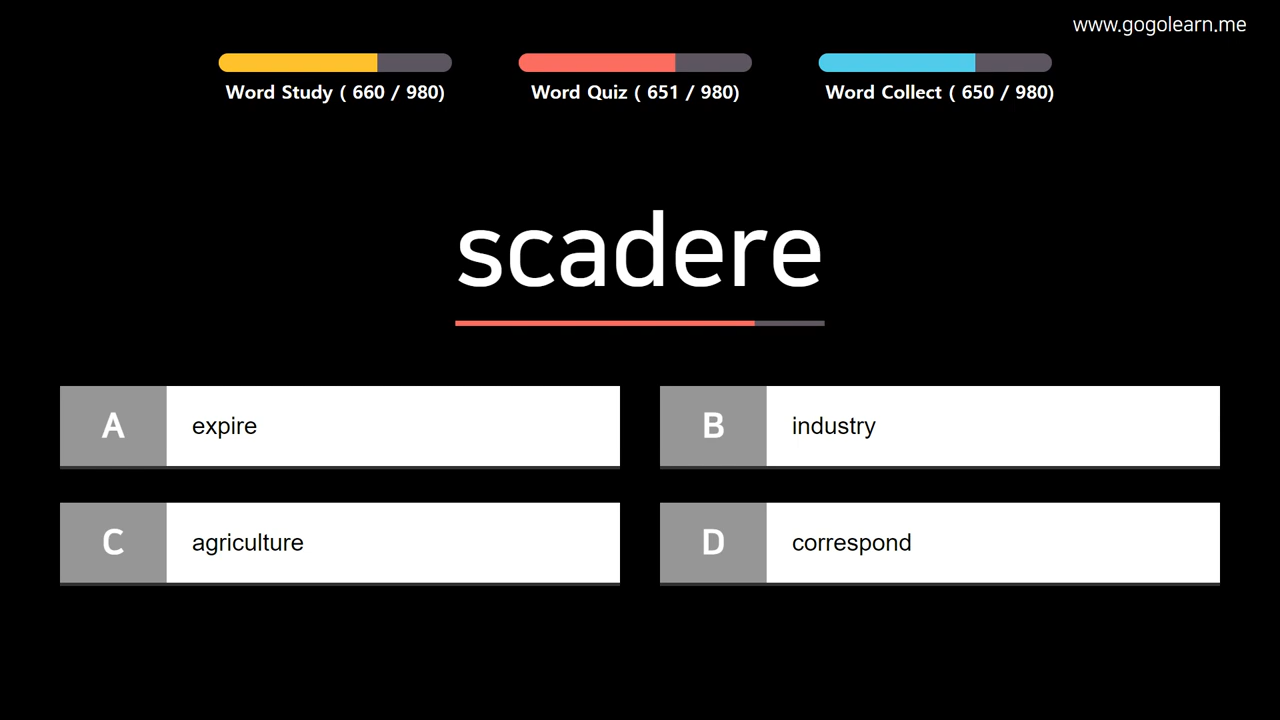 www.gogolearn.me
Word Study ( 660 / 980)
Word Quiz ( 651 / 980)
Word Collect ( 650 / 980)
scadere
A expire
B industry
C agriculture
D correspond